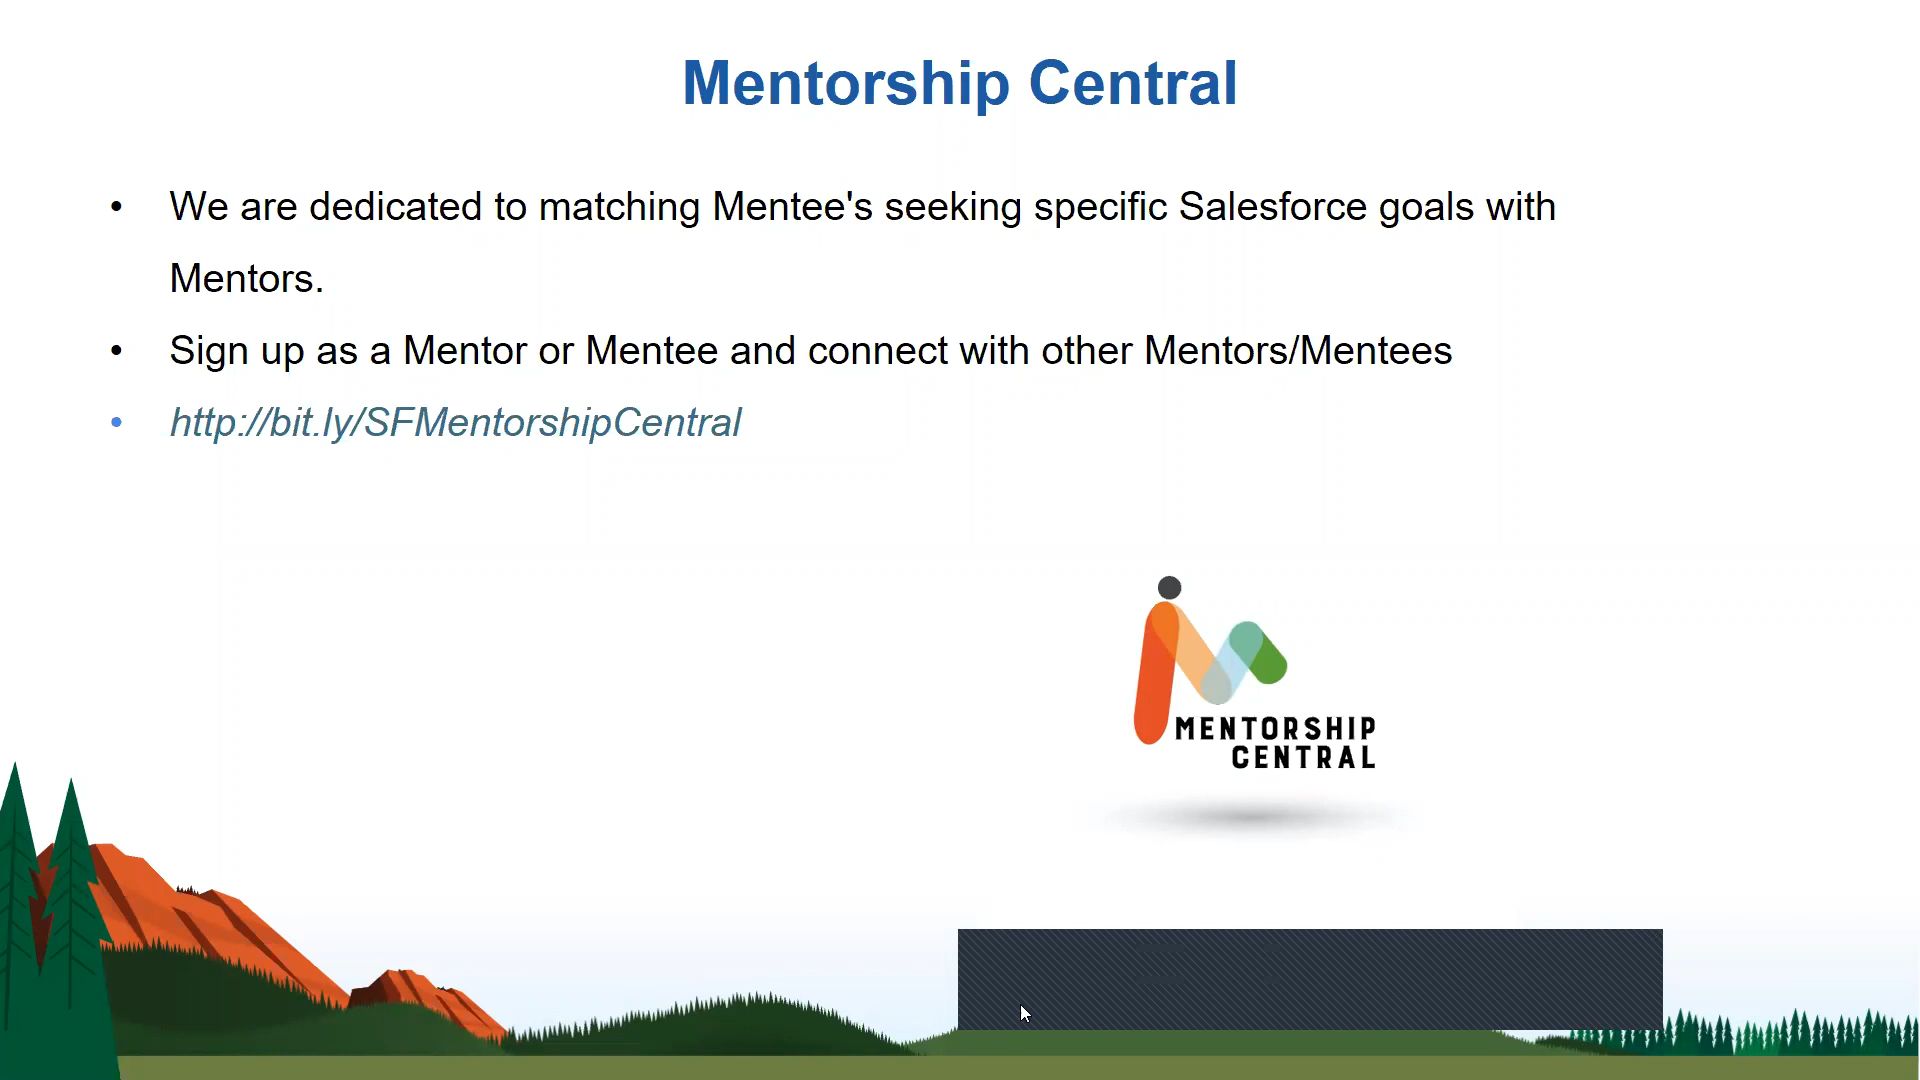 Mentorship Central
• We are dedicated to matching Mentee's seeking specific Salesforce goals with
Mentors.
• Sign up as a Mentor or Mentee and connect with other Mentors/Mentees
• http://bit.ly/SFMentorshipCentral
MENTORSHIP
CENTRAL